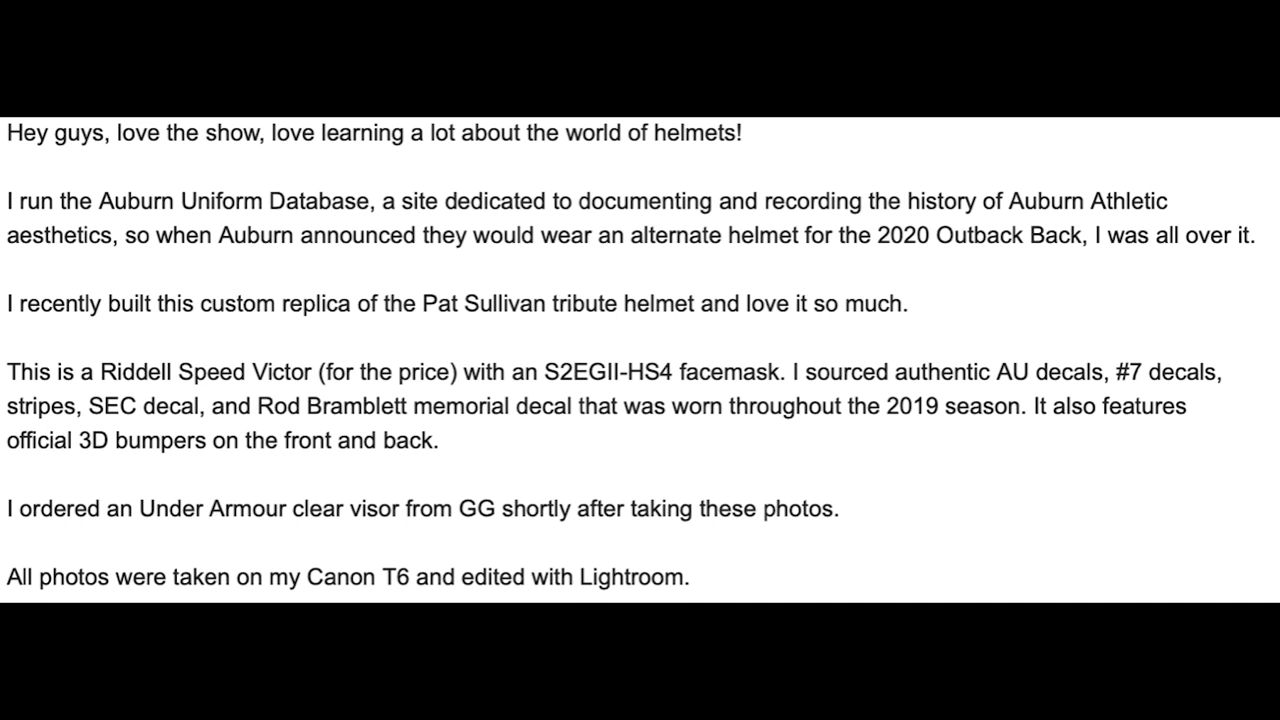 Hey guys, love the show, love learning a lot about the world of helmets!
I run the Auburn Uniform Database, a site dedicated to documenting and recording the history of Auburn Athletic
aesthetics, so when Auburn announced they would wear an alternate helmet for the 2020 Outback Back, I was all over it.
I recently built this custom replica of the Pat Sullivan tribute helmet and love it so much.
This is a Riddell Speed Victor (for the price) with an S2EGII-HS4 facemask. I sourced authentic AU decals, #7 decals,
stripes, SEC decal, and Rod Bramblett memorial decal that was worn throughout the 2019 season. It also features
official 3D bumpers on the front and back.
I ordered an Under Armour clear visor from GG shortly after taking these photos.
All photos were taken on my Canon T6 and edited with Lightroom.